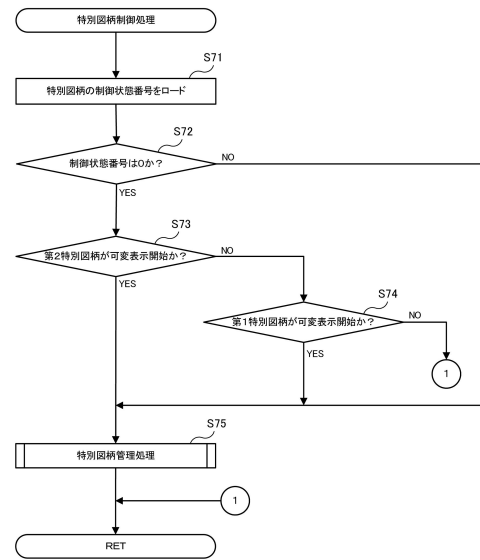 特別図柄制御処理
S71
特別図柄の制御状態番号をロード
S72
制御状態番号は0か？
NO
YES
S73
第2特別図柄が可変表示開始か？
NO
YES
S74
第1特別図柄が可変表示開始か？
NO
YES
1
S75
特別図柄管理処理
1
RET